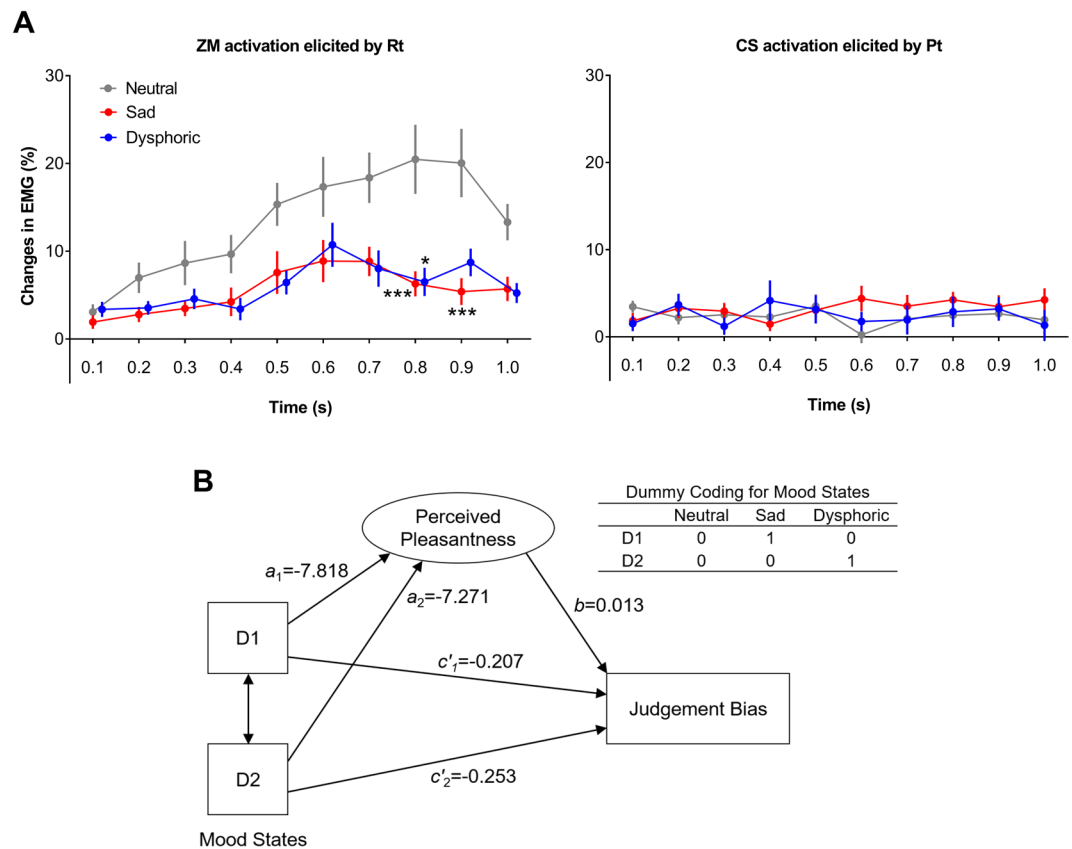 A
ZM activation elicited by Rt
CS activation elicited by Pt
Changes in EMG (%)
30
20
10
0
Neutral
Sad
Dysphoric
*
***
***
0.1 0.2 0.3 0.4 0.5 0.6 0.7 0.8 0.9 1.0
Time (s)
30
20
10
0
0.1 0.2 0.3 0.4 0.5 0.6 0.7 0.8 0.9 1.0
Time (s)
B
Dummy Coding for Mood States
Neutral Sad Dysphoric
D1 0 1 0
D2 0 0 1
Perceived
Pleasantness
a1=-7.818
a2=-7.271
b=0.013
D1
c'1=-0.207
Judgement Bias
D2
c'2=-0.253
Mood States